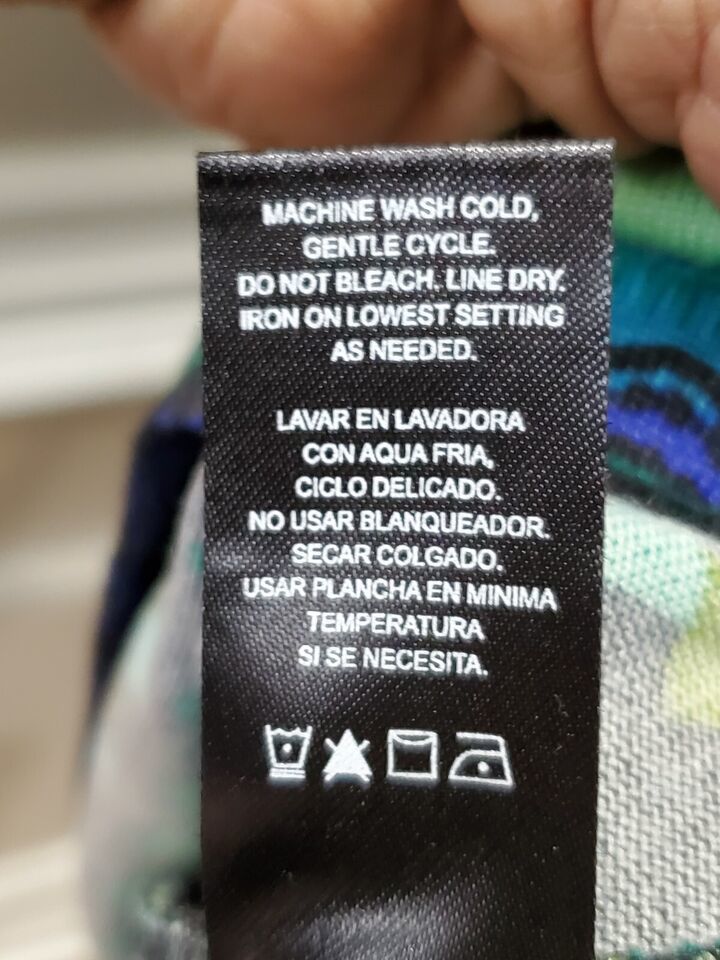 MACHINE WASH COLD,
GENTLE CYCLE.
DO NOT BLEACH. LINE DRY.
IRON ON LOWEST SETTING
AS NEEDED.
LAVAR EN LAVADORA
CON AQUA FRIA,
CICLO DELICADO.
NO USAR BLANQUEADOR.
SECAR COLGADO.
USAR PLANCHA EN MINIMA
TEMPERATURA
SI SE NECESITA.